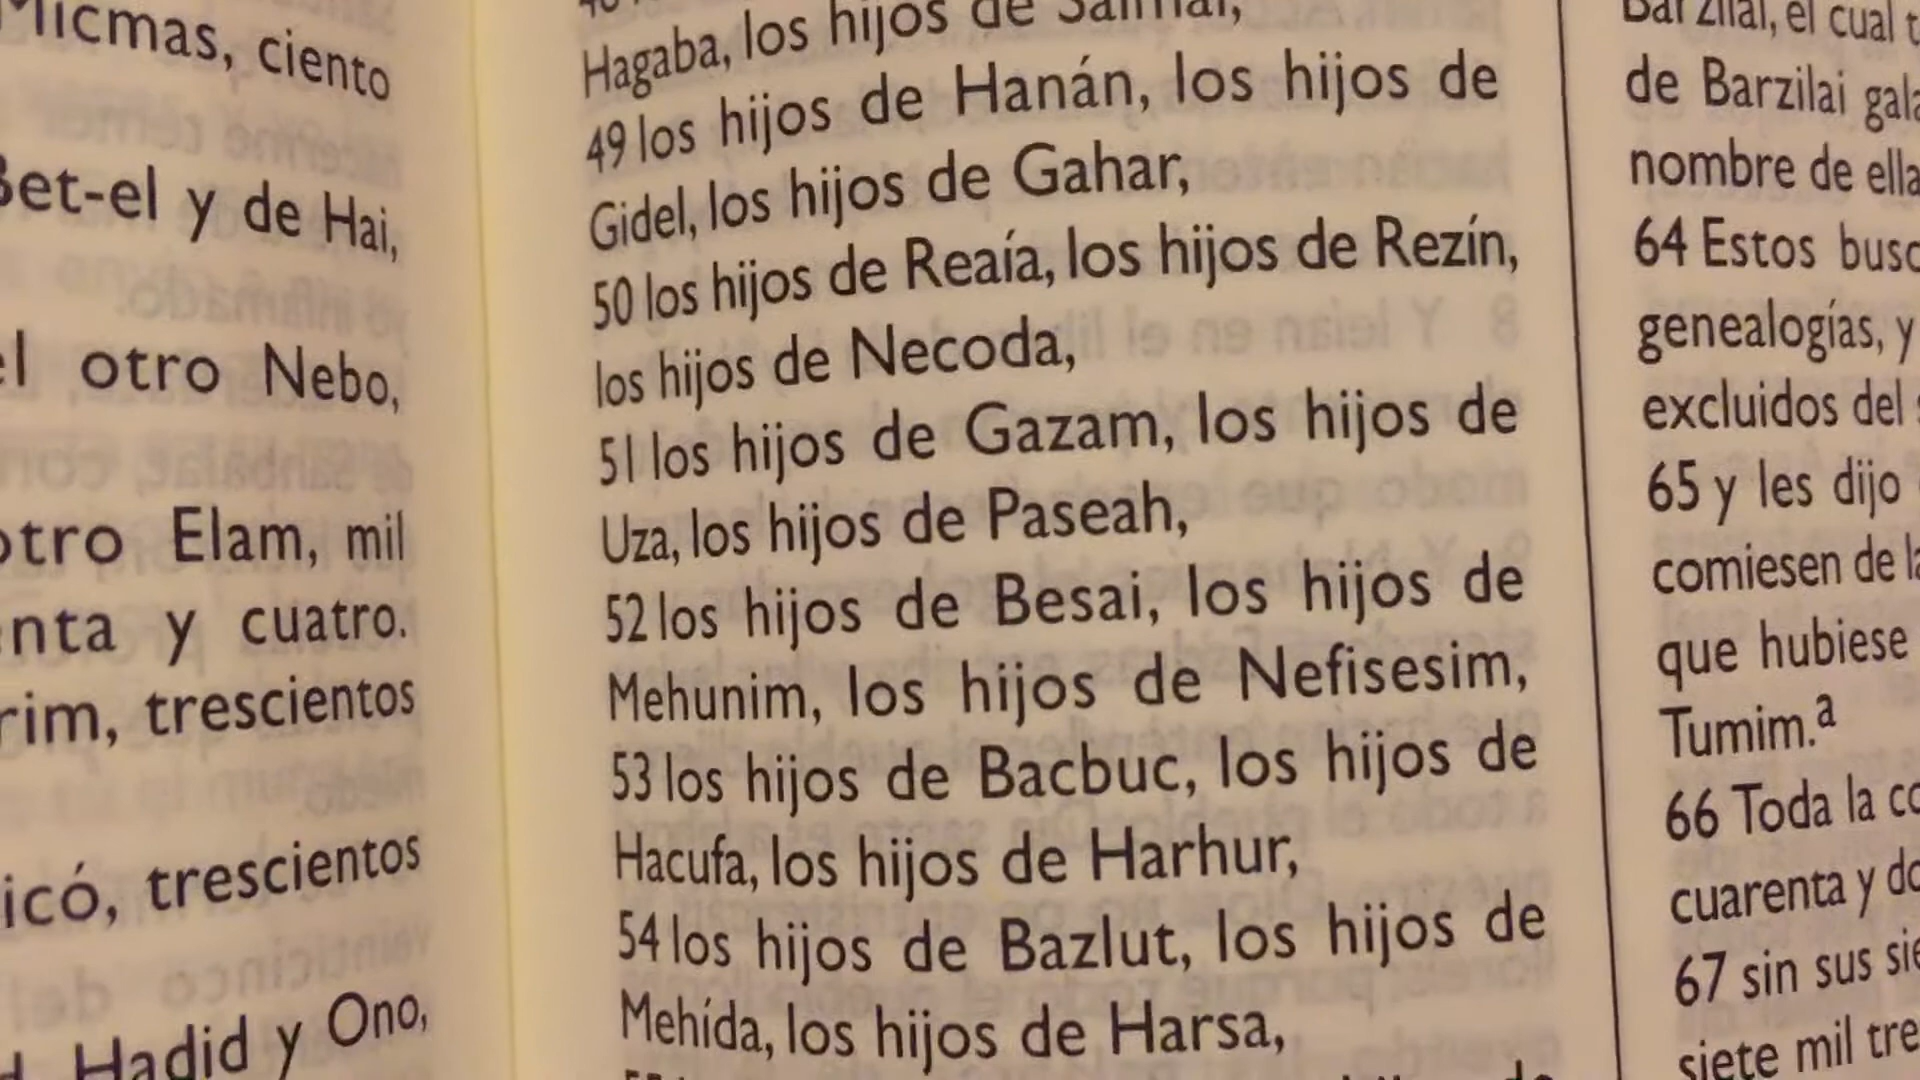 Micmas, ciento
Bet-el y de Hai,
el otro Nebo,
otro Elam, mil
y cuatro.
trescientos
trescientos
Hadid y Ono,
Hagaba, los hijos de
49 los hijos de Hanán, los hijos de
Gidel, los hijos de Gahar,
50 los hijos de Reaía, los hijos de Rezín,
los hijos de Necoda,
51 los hijos de Gazam, los hijos de
Uza, los hijos de Paseah,
52 los hijos de Besai, los hijos de
Mehunim, los hijos de Nefisesim,
53 los hijos de Bacbuc, los hijos de
Hacufa, los hijos de Harhur,
54 los hijos de Bazlut, los hijos de
Mehída, los hijos de Harsa,
Barzilai, el cual
de Barzilai
nombre de ella
64 Estos
genealogías, y
excluidos del
65 y les dijo
comiesen de
que hubiese
Tumim.a
66 Toda la
cuarenta y
67 sin sus
siete mil